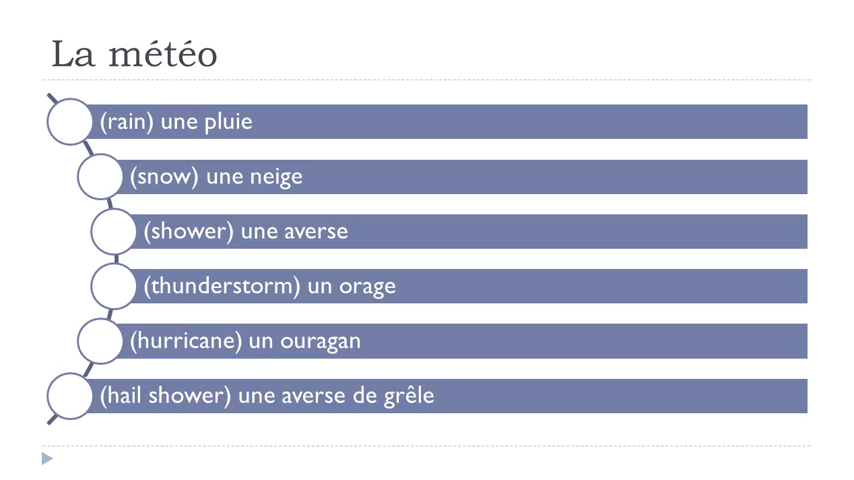 La météo
(rain) une pluie
(snow) une neige
(shower) une averse
(thunderstorm) un orage
(hurricane) un ouragan
(hail shower) une averse de grêle